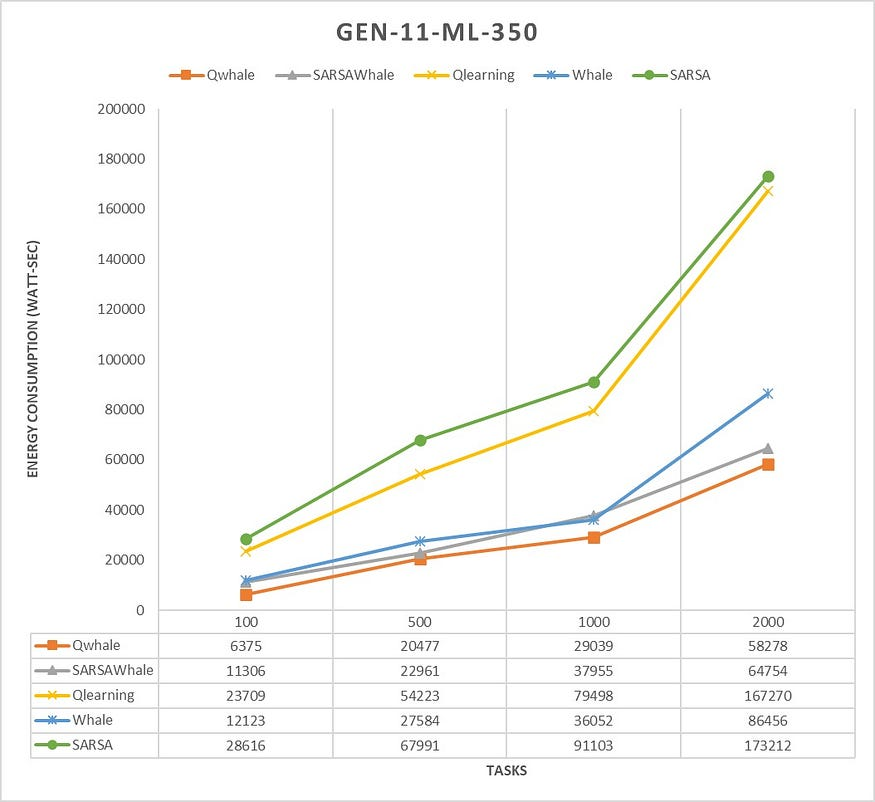 GEN-11-ML-350
Qwhale SARSAWhale Qlearning Whale SARSA
ENERGY CONSUMPTION (WATT-SEC)
200000
180000
160000
140000
120000
100000
80000
60000
40000
20000
0
100 500 1000 2000
Qwhale 6375 20477 29039 58278
SARSAWhale 11306 22961 37955 64754
Qlearning 23709 54223 79498 167270
Whale 12123 27584 36052 86456
SARSA 28616 67991 91103 173212
TASKS